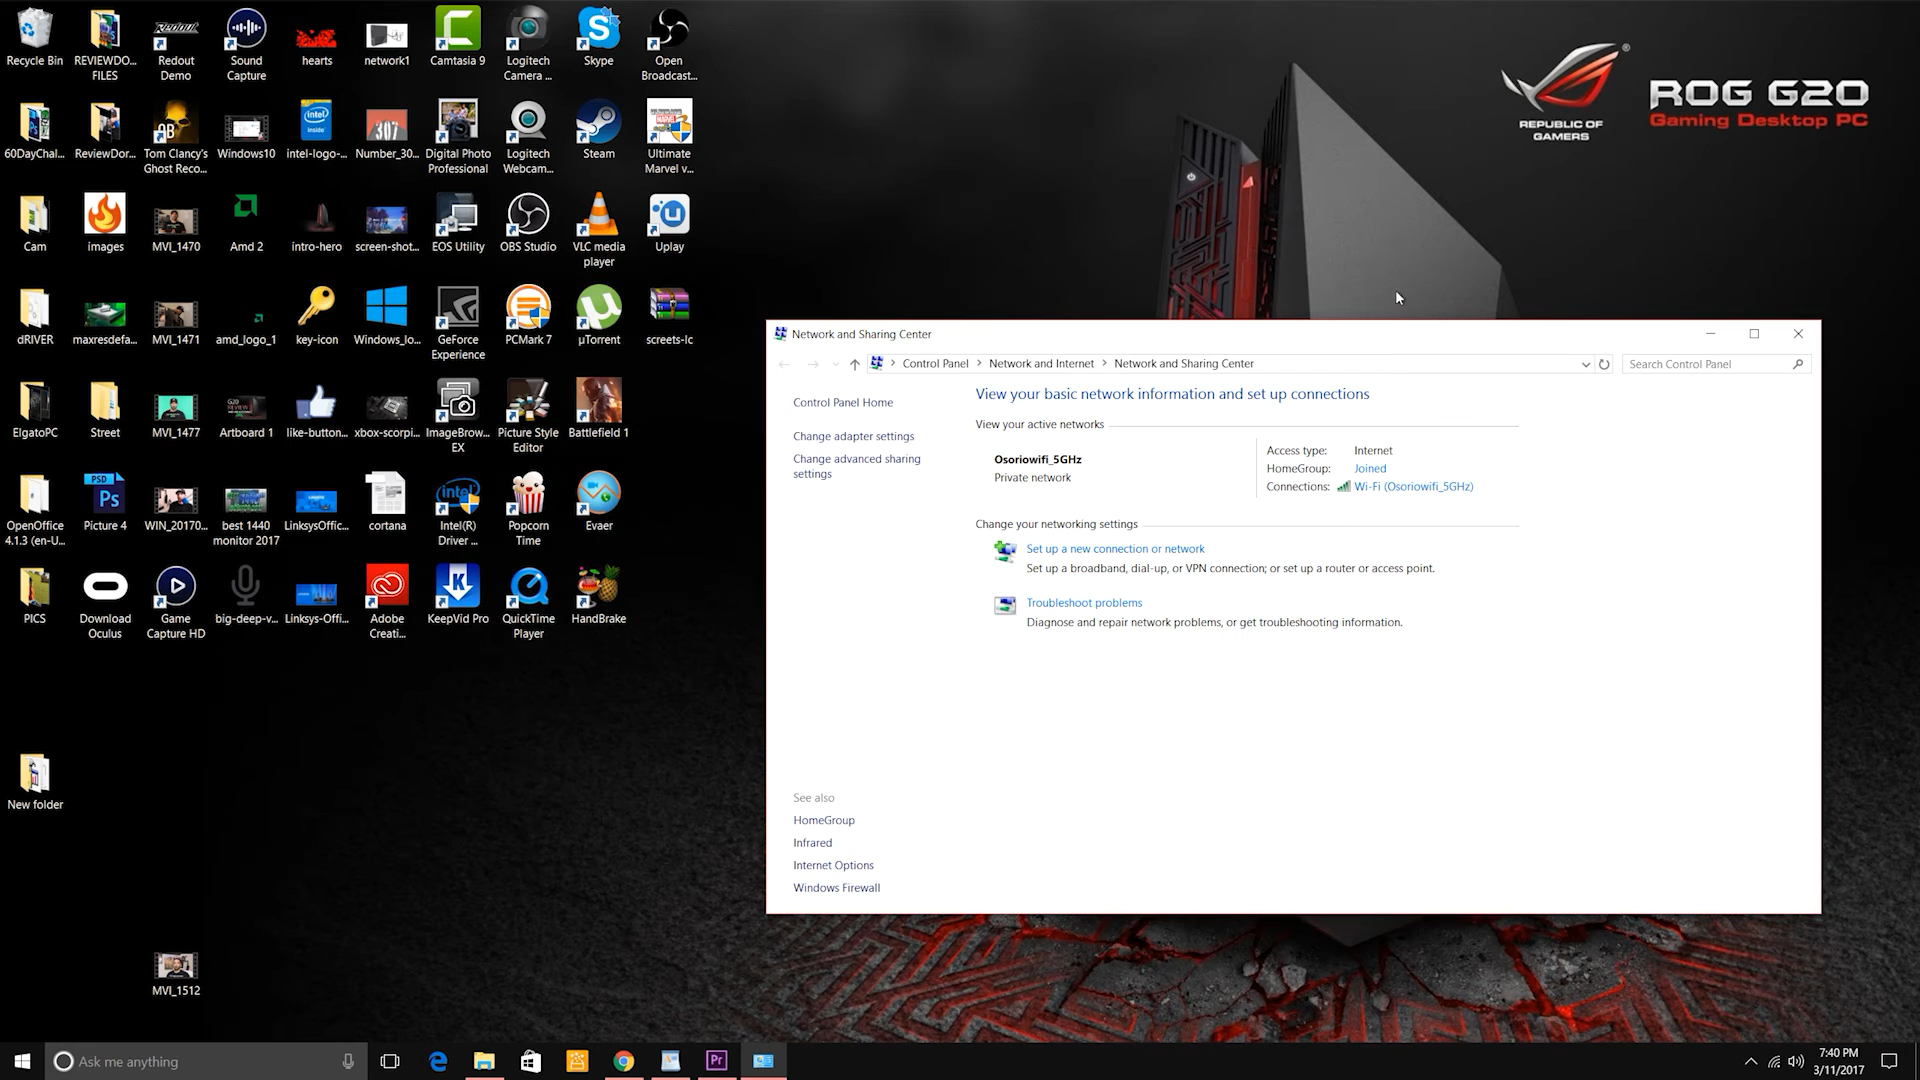 Recycle Bin
REVIEWDO...
FILES
Redout
Demo
Sound
Capture
hearts
network1
Camtasia 9
Logitech
Camera ...
Skype
Open
Broadcast...
60DayChal...
ReviewDor...
Tom Clancy's
Ghost Reco...
Windows10
intel-logo-...
Number_30...
Digital Photo
Professional
Logitech
Webcam...
Steam
Ultimate
Marvel v...
Cam
images
MVI_1470
Amd 2
intro-hero
screen-shot...
EOS Utility
OBS Studio
VLC media
player
Uplay
dRIVER
maxresdefa...
MVI_1471
amd_logo_1
key-icon
Windows_lo...
GeForce
Experience
PCMark 7
µTorrent
screets-lc
ElgatoPC
Street
MVI_1477
Artboard 1
like-button...
xbox-scorpi...
ImageBrow...
EX
Picture Style
Editor
Battlefield 1
OpenOffice
4.1.3 (en-U...
Picture 4
WIN_20170...
best 1440
monitor 2017
LinksysOffic...
cortana
Intel(R)
Driver ...
Popcorn
Time
Evaer
PICS
Download
Oculus
Game
Capture HD
big-deep-v...
Linksys-Offi...
Adobe
Creati...
KeepVid Pro
QuickTime
Player
HandBrake
New folder
MVI_1512
REPUBLIC OF
GAMERS
ROG G20
Gaming Desktop PC
Network and Sharing Center
Control Panel
Network and Internet
Network and Sharing Center
Search Control Panel
Control Panel Home
Change adapter settings
Change advanced sharing
settings
View your basic network information and set up connections
View your active networks
Osoriowifi_5GHz
Private network
Access type: Internet
HomeGroup: Joined
Connections: Wi-Fi (Osoriowifi_5GHz)
Change your networking settings
Set up a new connection or network
Set up a broadband, dial-up, or VPN connection; or set up a router or access point.
Troubleshoot problems
Diagnose and repair network problems, or get troubleshooting information.
See also
HomeGroup
Infrared
Internet Options
Windows Firewall
Ask me anything
7:40 PM
3/11/2017